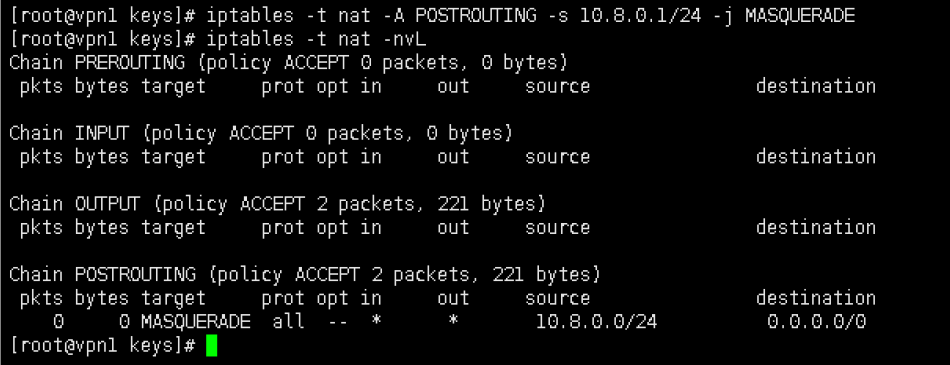 [root@vpn1 keys]# iptables -t nat -A POSTROUTING -s 10.8.0.1/24 -j MASQUERADE
[root@vpn1 keys]# iptables -t nat -nvL
Chain PREROUTING (policy ACCEPT 0 packets, 0 bytes)
 pkts bytes target     prot opt in     out     source               destination

Chain INPUT (policy ACCEPT 0 packets, 0 bytes)
 pkts bytes target     prot opt in     out     source               destination

Chain OUTPUT (policy ACCEPT 2 packets, 221 bytes)
 pkts bytes target     prot opt in     out     source               destination

Chain POSTROUTING (policy ACCEPT 2 packets, 221 bytes)
 pkts bytes target     prot opt in     out     source               destination
    0     0 MASQUERADE  all  --  *      *       10.8.0.0/24          0.0.0.0/0
[root@vpn1 keys]#